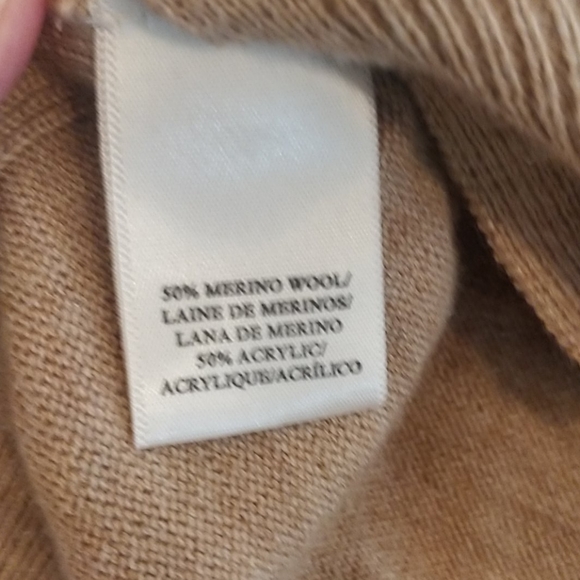 50% MERINO WOOL/
LAINE DE MERINOS/
LANA DE MERINO
50% ACRYLIC/
ACRYLIQUE/ACRÍLICO